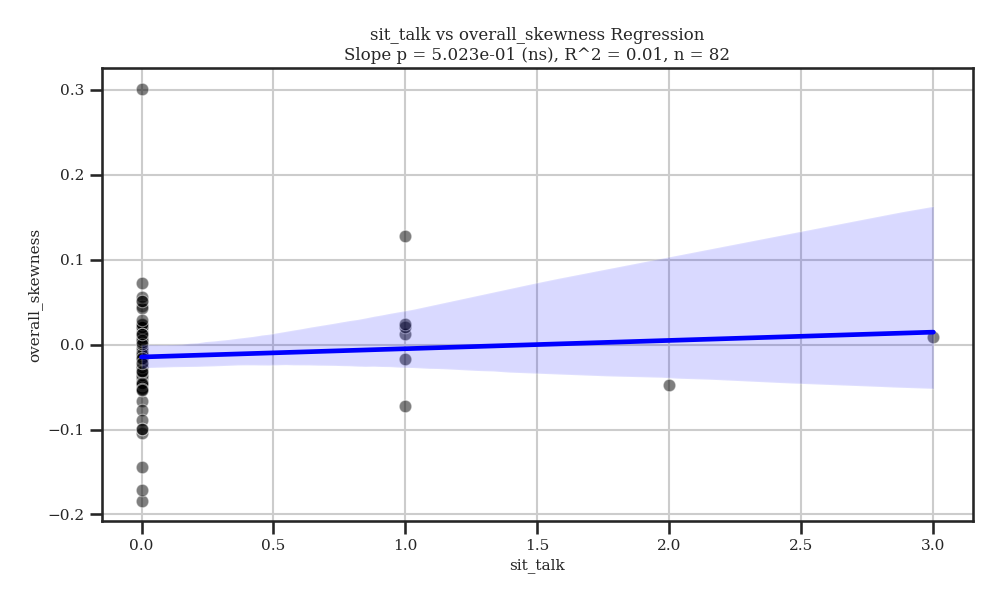 sit_talk vs overall_skewness Regression
Slope p = 5.023e-01 (ns), R^2 = 0.01, n = 82
overall_skewness
0.3
0.2
0.1
0.0
−0.1
−0.2
0.0 0.5 1.0 1.5 2.0 2.5 3.0
sit_talk